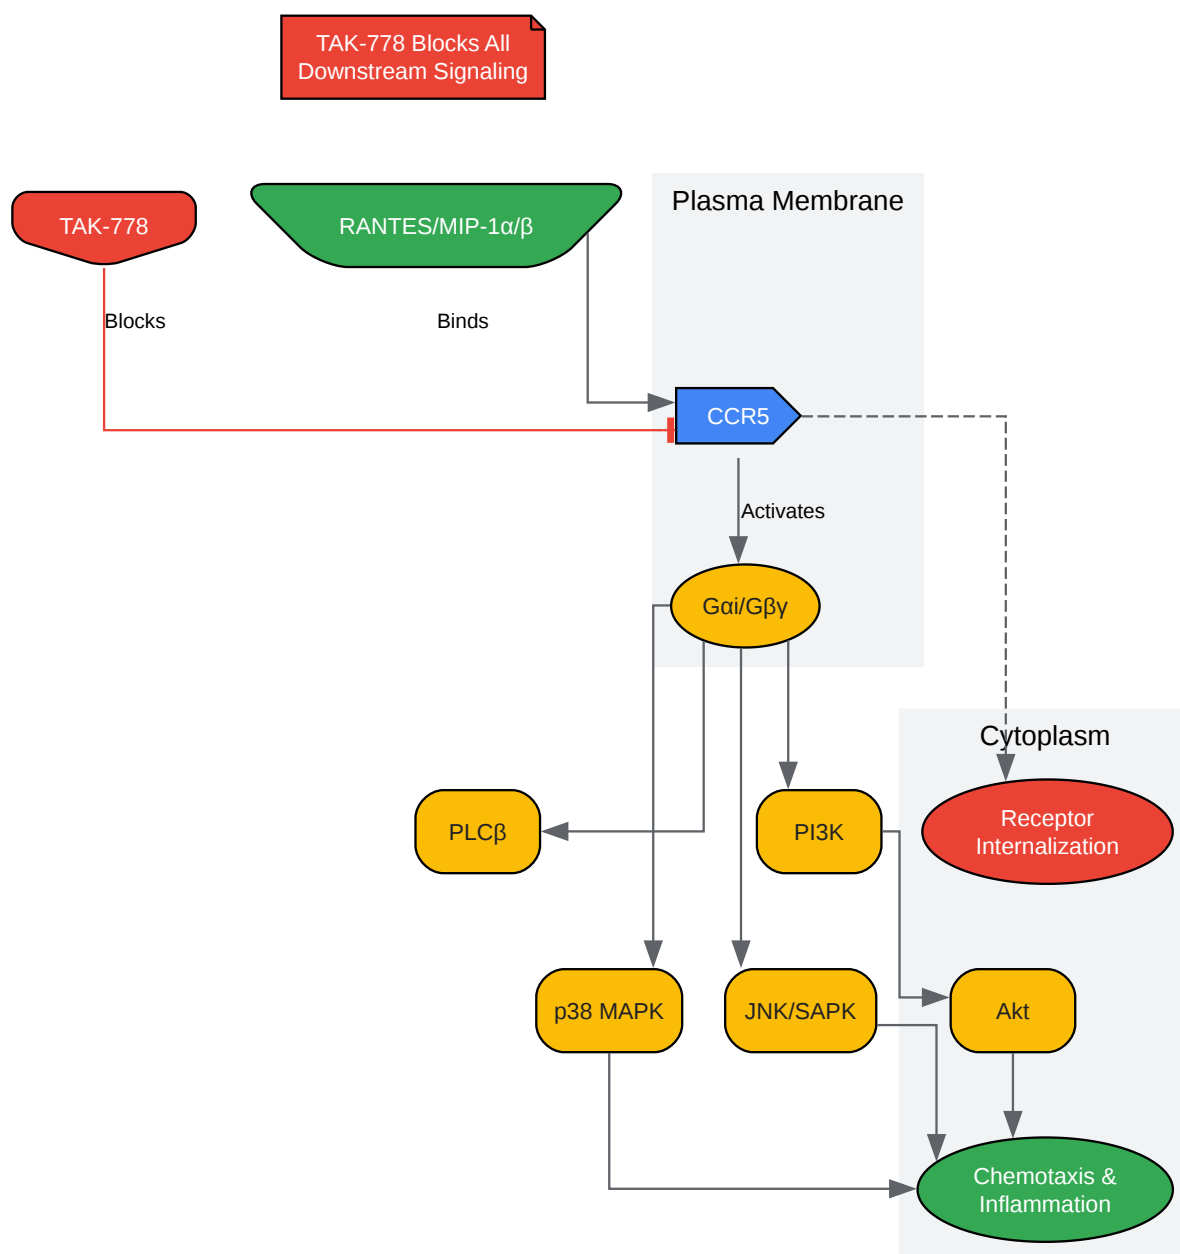 TAK-778 Blocks All
Downstream Signaling
TAK-778
RANTES/MIP-1α/β
Plasma Membrane
Blocks
Binds
CCR5
Activates
Gαi/Gβγ
Cytoplasm
PLCβ
PI3K
Receptor
Internalization
p38 MAPK
JNK/SAPK
Akt
Chemotaxis &
Inflammation